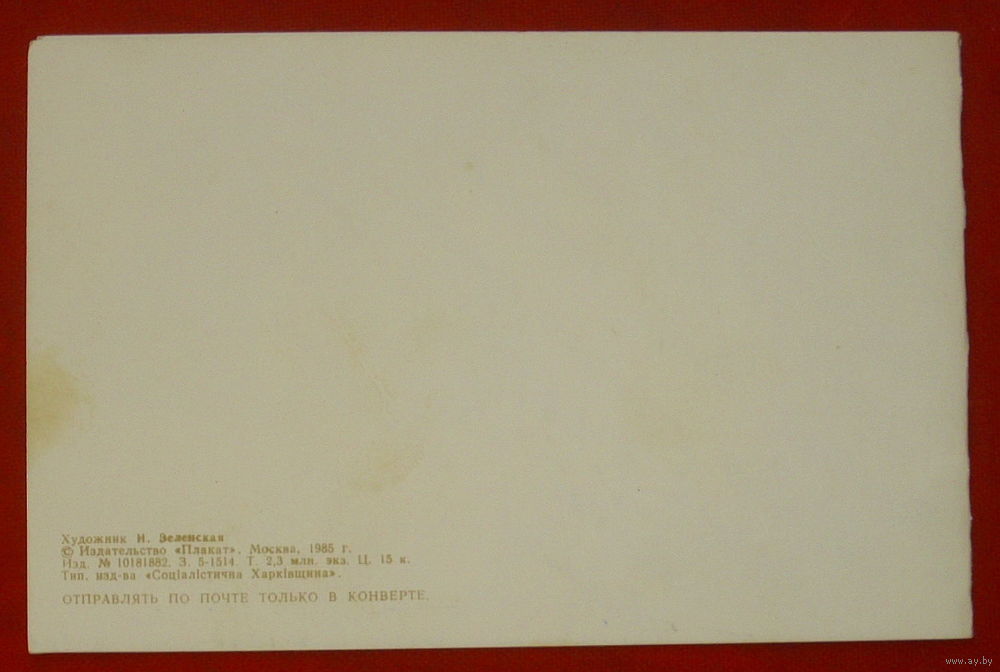 Художник И. Зеленская
© Издательство «Плакат». Москва, 1985 г.
Изд. № 10181882. З. 5-1514. Т. 2,3 млн. экз. Ц. 15 к.
Тип. изд-ва «Соціалістична Харківщина».
ОТПРАВЛЯТЬ ПО ПОЧТЕ ТОЛЬКО В КОНВЕРТЕ.
www.ay.by